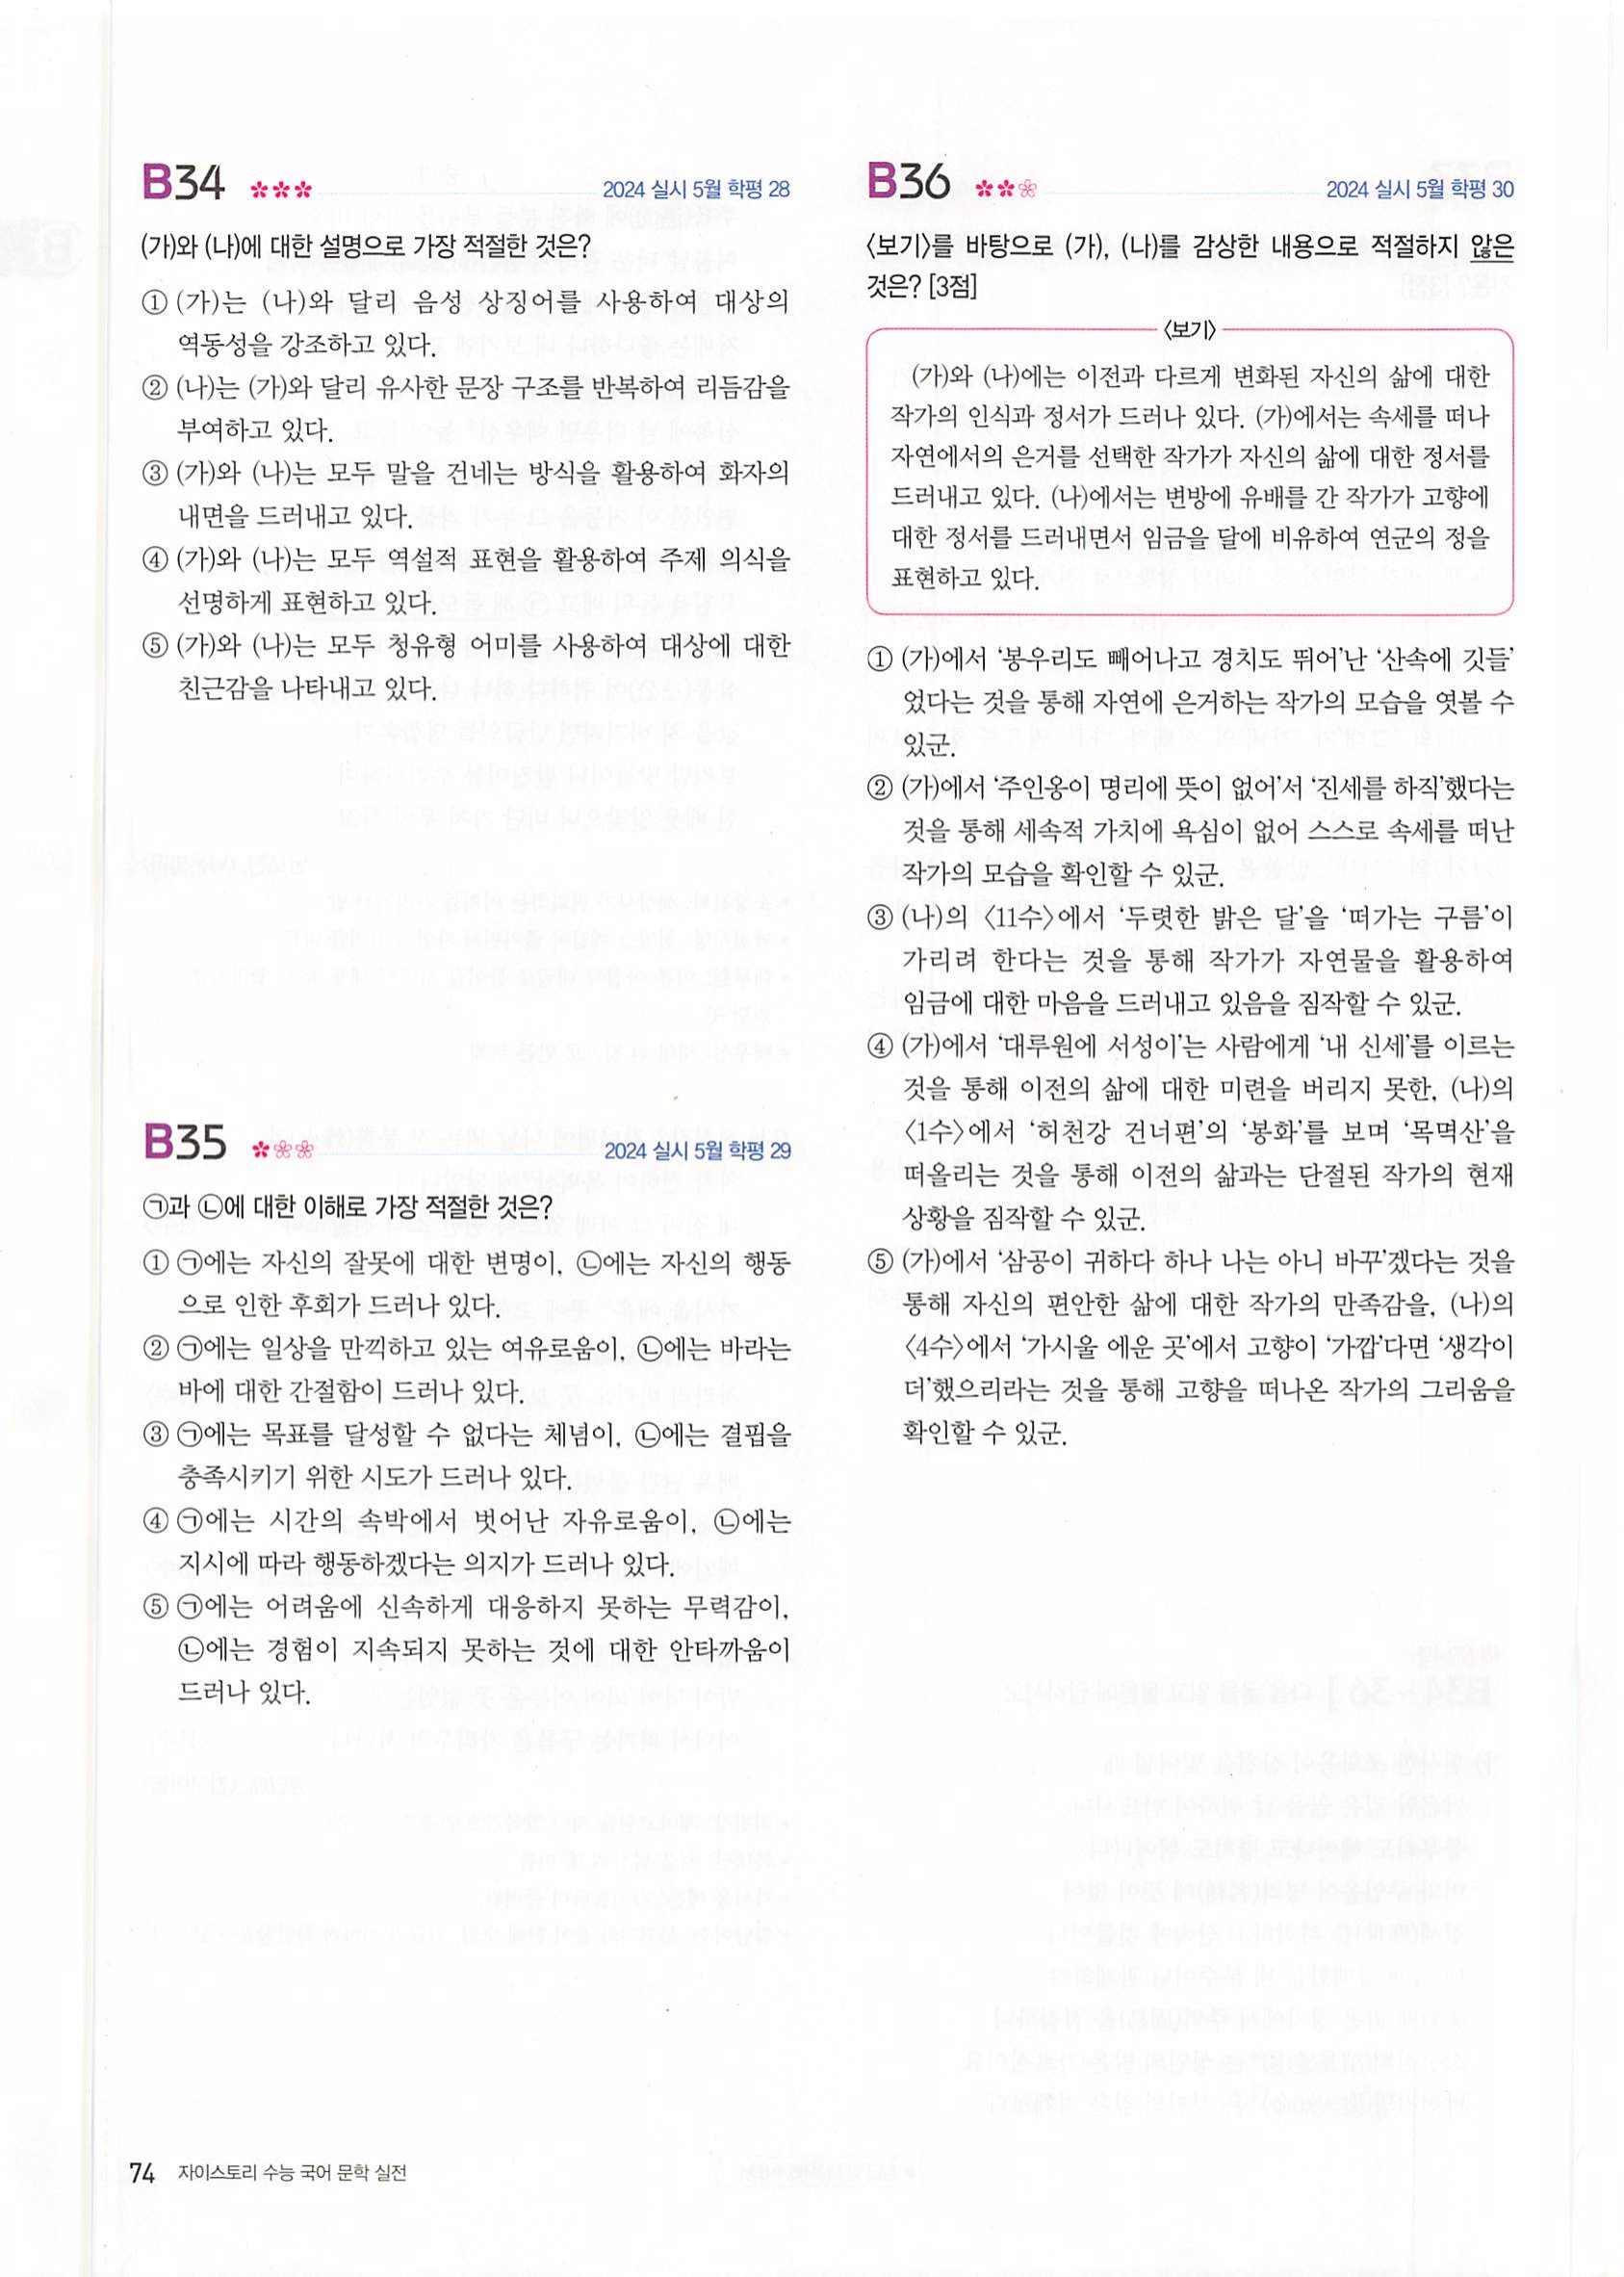 B34
2024 실시 5월 학평 28
(가)와 (나)에 대한 설명으로 가장 적절한 것은?
① (가)는 (나)와 달리 음성 상징어를 사용하여 대상의
역동성을 강조하고 있다.
② (나)는 (가)와 달리 유사한 문장 구조를 반복하여 리듬감을
부여하고 있다.
③ (가)와 (나)는 모두 말을 건네는 방식을 활용하여 화자의
내면을 드러내고 있다.
④ (가)와 (나)는 모두 역설적 표현을 활용하여 주제 의식을
선명하게 표현하고 있다.
⑤ (가)와 (나)는 모두 청유형 어미를 사용하여 대상에 대한
친근감을 나타내고 있다.
B35
2024 실시 5월 학평 29
㉠과 ㉡에 대한 이해로 가장 적절한 것은?
① ㉠에는 자신의 잘못에 대한 변명이, ㉡에는 자신의 행동
으로 인한 후회가 드러나 있다.
② ㉠에는 일상을 만끽하고 있는 여유로움이, ㉡에는 바라는
바에 대한 간절함이 드러나 있다.
③ ㉠에는 목표를 달성할 수 없다는 체념이, ㉡에는 결핍을
충족시키기 위한 시도가 드러나 있다.
④ ㉠에는 시간의 속박에서 벗어난 자유로움이, ㉡에는
지시에 따라 행동하겠다는 의지가 드러나 있다.
⑤ ㉠에는 어려움에 신속하게 대응하지 못하는 무력감이,
㉡에는 경험이 지속되지 못하는 것에 대한 안타까움이
드러나 있다.
B36
2024 실시 5월 학평 30
〈보기〉를 바탕으로 (가), (나)를 감상한 내용으로 적절하지 않은
것은? [3점]
〈보기〉
(가)와 (나)에는 이전과 다르게 변화된 자신의 삶에 대한
작가의 인식과 정서가 드러나 있다. (가)에서는 속세를 떠나
자연에서의 은거를 선택한 작가가 자신의 삶에 대한 정서를
드러내고 있다. (나)에서는 변방에 유배를 간 작가가 고향에
대한 정서를 드러내면서 임금을 달에 비유하여 연군의 정을
표현하고 있다.
① (가)에서 ‘봉우리도 빼어나고 경치도 뛰어’난 ‘산속에 깃들’
었다는 것을 통해 자연에 은거하는 작가의 모습을 엿볼 수
있군.
② (가)에서 ‘주인옹이 명리에 뜻이 없어’서 ‘진세를 하직’했다는
것을 통해 세속적 가치에 욕심이 없어 스스로 속세를 떠난
작가의 모습을 확인할 수 있군.
③ (나)의 〈11수〉에서 ‘두렷한 밝은 달’을 ‘떠가는 구름’이
가리려 한다는 것을 통해 작가가 자연물을 활용하여
임금에 대한 마음을 드러내고 있음을 짐작할 수 있군.
④ (가)에서 ‘대루원에 서성이’는 사람에게 ‘내 신세’를 이르는
것을 통해 이전의 삶에 대한 미련을 버리지 못한, (나)의
〈1수〉에서 ‘허천강 건너편’의 ‘봉화’를 보며 ‘목멱산’을
떠올리는 것을 통해 이전의 삶과는 단절된 작가의 현재
상황을 짐작할 수 있군.
⑤ (가)에서 ‘삼공이 귀하다 하나 나는 아니 바꾸’겠다는 것을
통해 자신의 편안한 삶에 대한 작가의 만족감을, (나)의
〈4수〉에서 ‘가시울 에운 곳’에서 고향이 ‘가깝’다면 ‘생각이
더’했으리라는 것을 통해 고향을 떠나온 작가의 그리움을
확인할 수 있군.
74 자이스토리 수능 국어 문학 실전